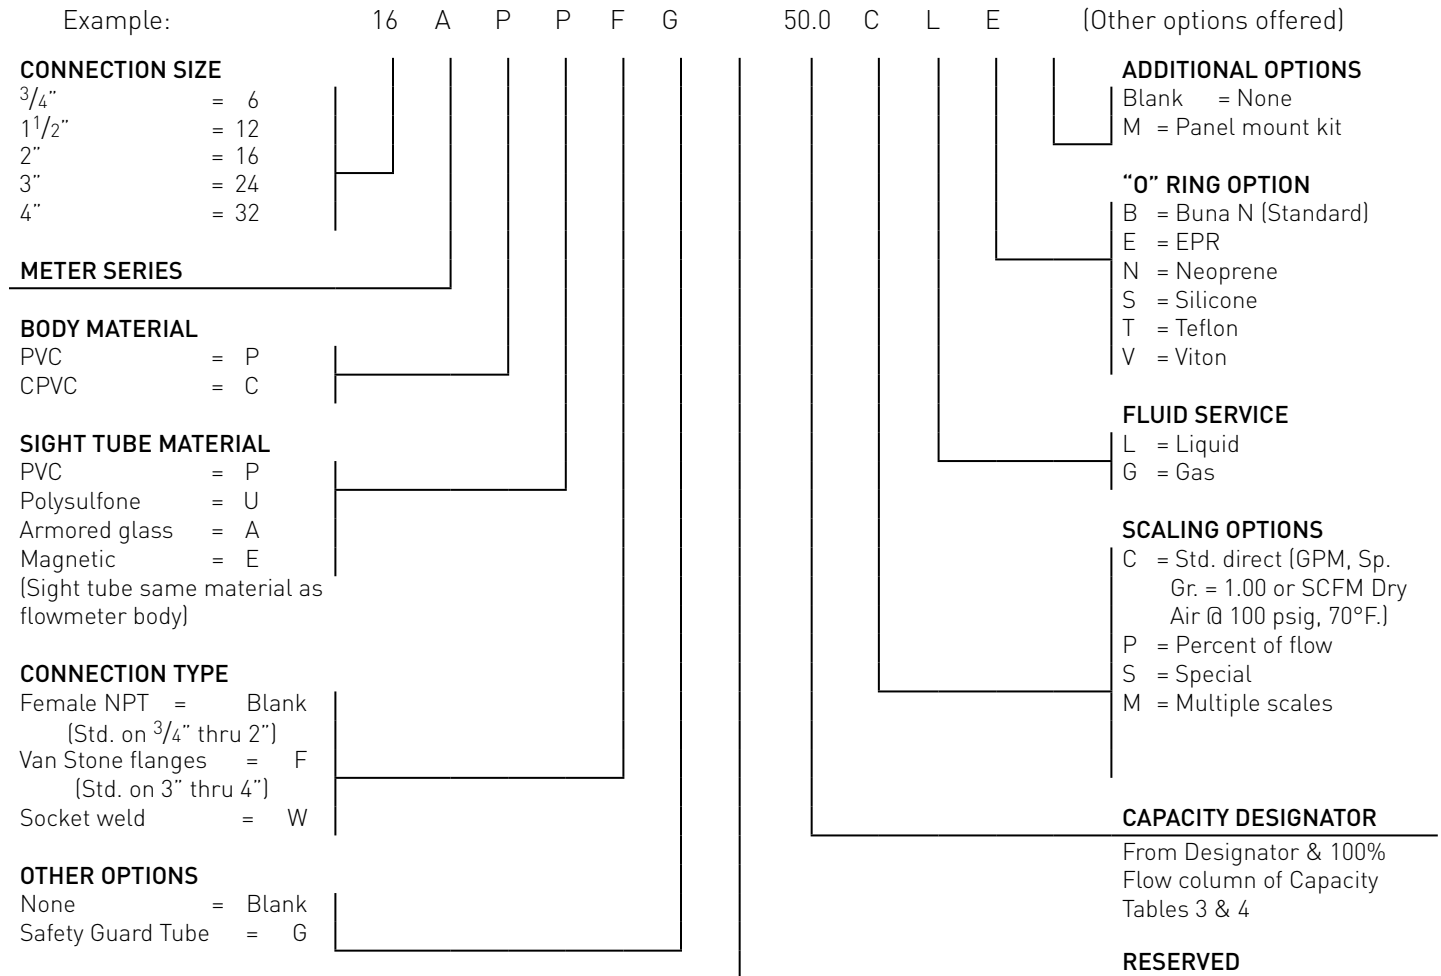 Example: 16 A P P F G 50.0 C L E (Other options offered)
CONNECTION SIZE
3/4” = 6
1 1/2” = 12
2” = 16
3” = 24
4” = 32
METER SERIES
BODY MATERIAL
PVC = P
CPVC = C
SIGHT TUBE MATERIAL
PVC = P
Polysulfone = U
Armored glass = A
Magnetic = E
(Sight tube same material as
flowmeter body)
CONNECTION TYPE
Female NPT = Blank
(Std. on 3/4” thru 2”)
Van Stone flanges = F
(Std. on 3” thru 4”)
Socket weld = W
OTHER OPTIONS
None = Blank
Safety Guard Tube = G
ADDITIONAL OPTIONS
Blank = None
M = Panel mount kit
“O” RING OPTION
B = Buna N (Standard)
E = EPR
N = Neoprene
S = Silicone
T = Teflon
V = Viton
FLUID SERVICE
L = Liquid
G = Gas
SCALING OPTIONS
C = Std. direct (GPM, Sp.
Gr. = 1.00 or SCFM Dry
Air @ 100 psig, 70°F.)
P = Percent of flow
S = Special
M = Multiple scales
CAPACITY DESIGNATOR
From Designator & 100%
Flow column of Capacity
Tables 3 & 4
RESERVED